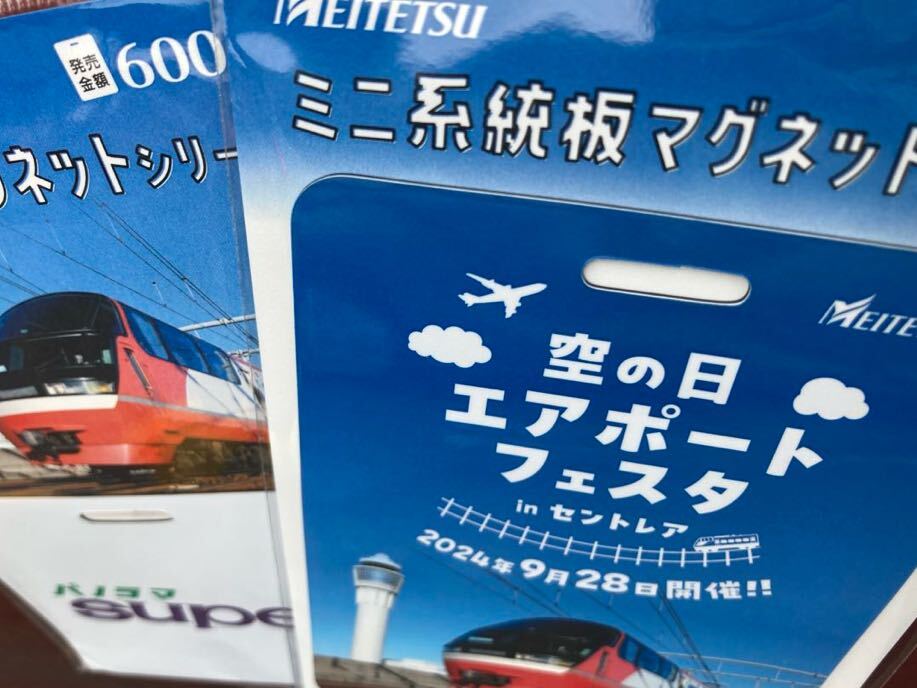 発売
金額
600
ネットシリー
パノラマ
supe
MEITETSU
ミニ系統板マグネット
MEITE
空の日
エアポート
フェスタ
in セントレア
2024年9月28日開催!!